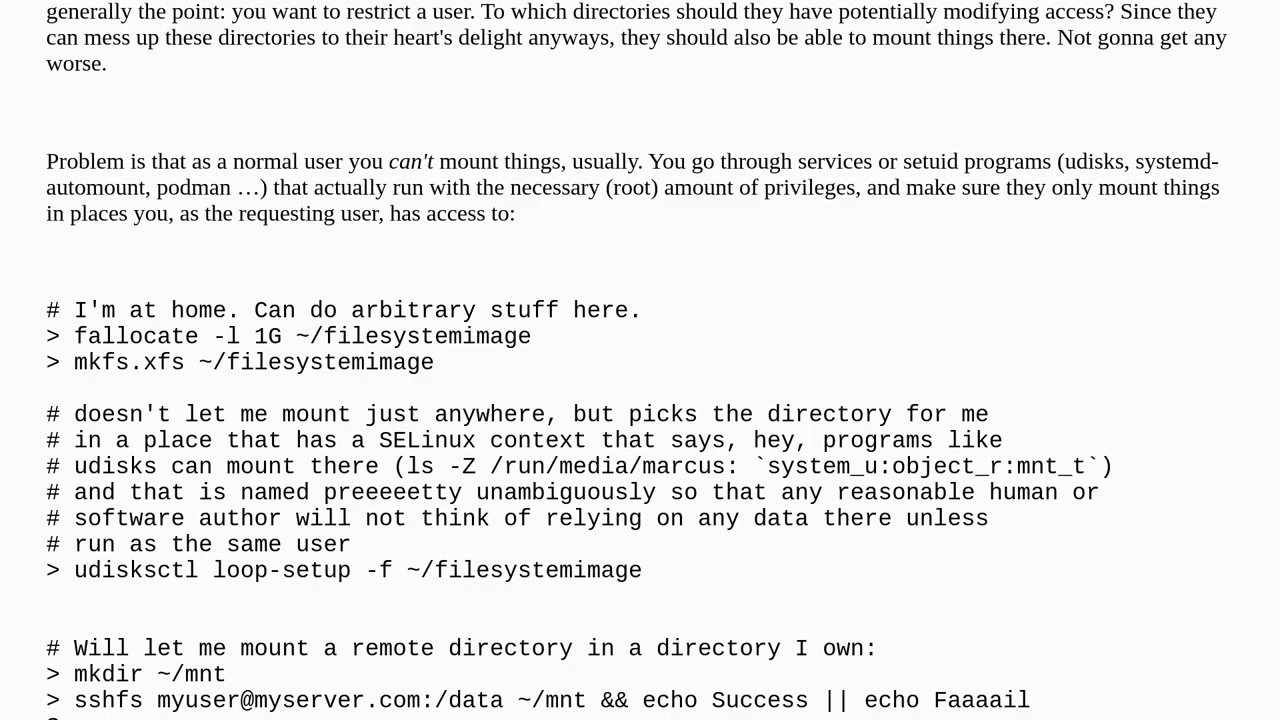 generally the point: you want to restrict a user. To which directories should they have potentially modifying access? Since they
can mess up these directories to their heart's delight anyways, they should also be able to mount things there. Not gonna get any
worse.
Problem is that as a normal user you can't mount things, usually. You go through services or setuid programs (udisks, systemd-
automount, podman …) that actually run with the necessary (root) amount of privileges, and make sure they only mount things
in places you, as the requesting user, has access to:
# I'm at home. Can do arbitrary stuff here.
> fallocate -l 1G ~/filesystemimage
> mkfs.xfs ~/filesystemimage
# doesn't let me mount just anywhere, but picks the directory for me
# in a place that has a SELinux context that says, hey, programs like
# udisks can mount there (ls -Z /run/media/marcus: `system_u:object_r:mnt_t`)
# and that is named preeeeetty unambiguously so that any reasonable human or
# software author will not think of relying on any data there unless
# run as the same user
> udisksctl loop-setup -f ~/filesystemimage
# Will let me mount a remote directory in a directory I own:
> mkdir ~/mnt
> sshfs myuser@myserver.com:/data ~/mnt && echo Success || echo Faaaail